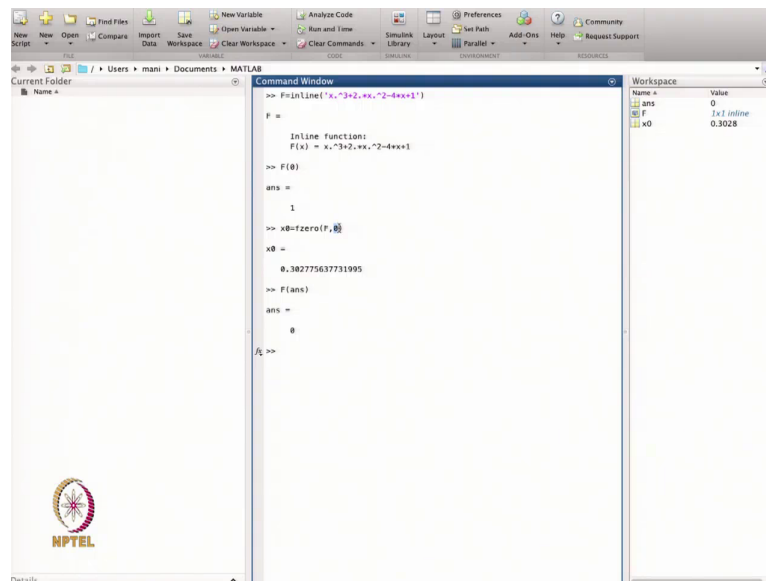 New Script
New
Open
Find Files
Compare
Import Data
Save Workspace
New Variable
Open Variable
Clear Workspace
Analyze Code
Run and Time
Clear Commands
Simulink Library
Layout
Preferences
Set Path
Parallel
Add-Ons
Help
Community
Request Support
FILE
VARIABLE
CODE
SIMULINK
ENVIRONMENT
RESOURCES
/ ▸ Users ▸ mani ▸ Documents ▸ MATLAB
Current Folder
Name
Command Window
>> F=inline('x.^3+2.*x.^2-4*x+1')
F =
Inline function:
F(x) = x.^3+2.*x.^2-4*x+1
>> F(0)
ans =
1
>> x0=fzero(F,0)
x0 =
0.302775637731995
>> F(ans)
ans =
0
fx >>
Workspace
Name Value
ans 0
F 1x1 inline
x0 0.3028
NPTEL
Details